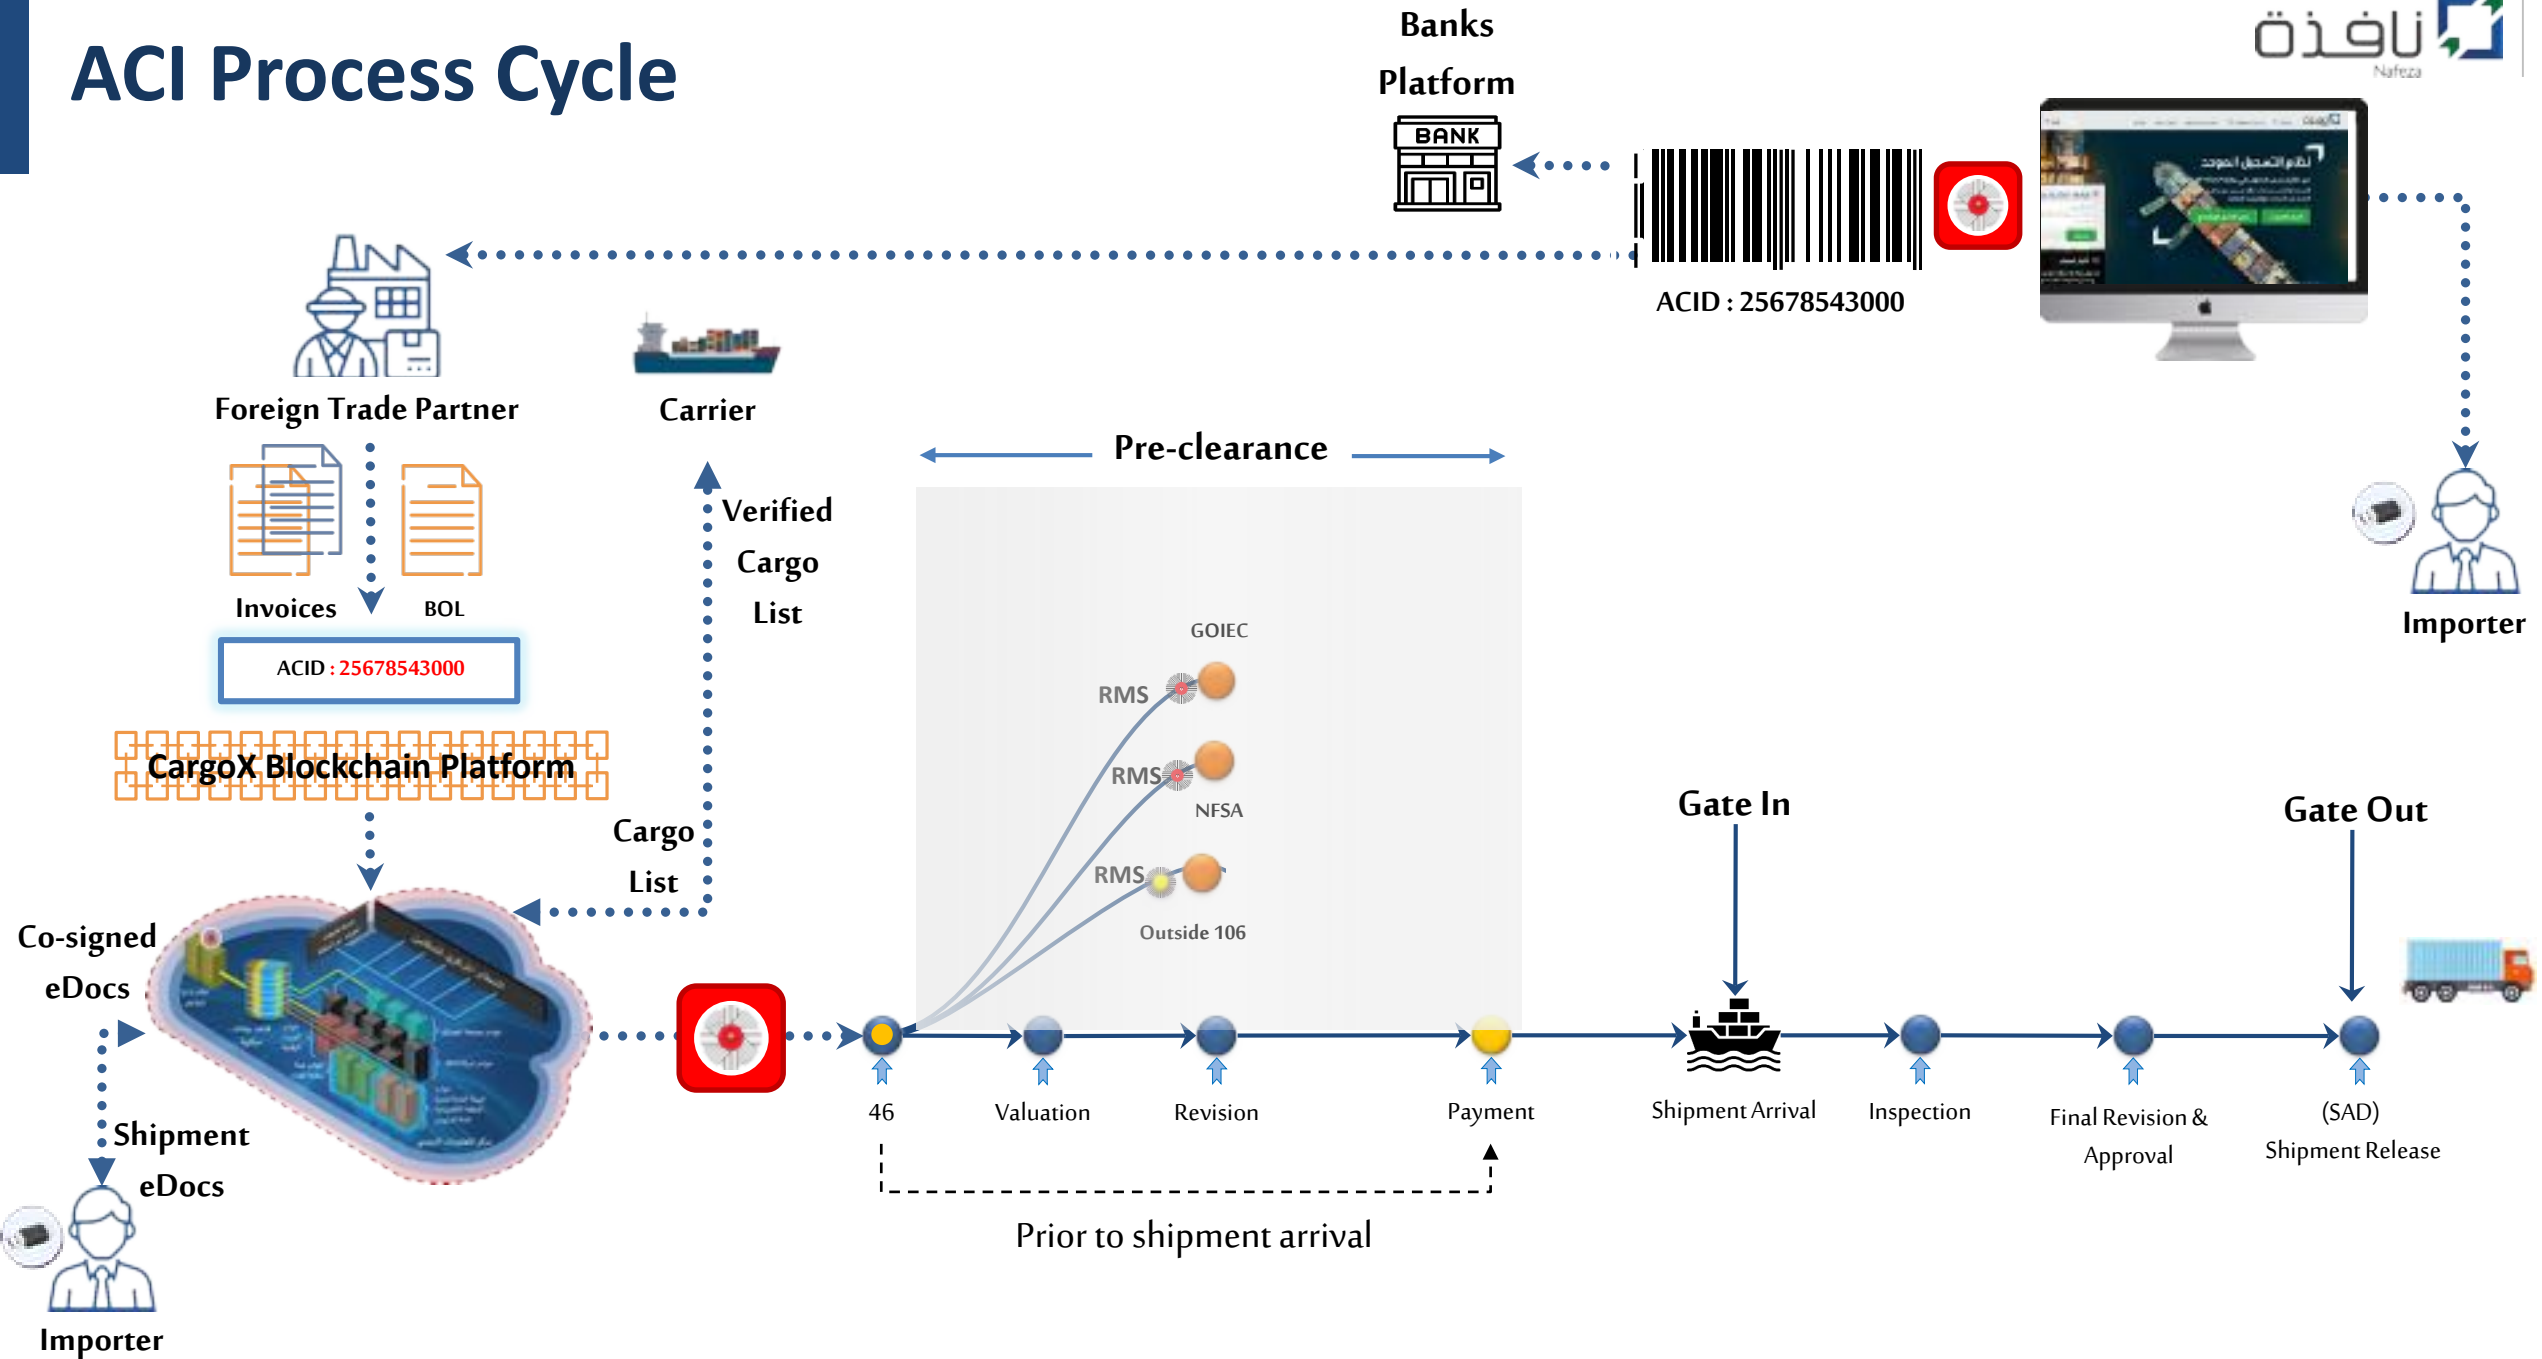 ACI Process Cycle
Banks
Platform
BANK
نافذة
Nafeza
نظام التسجيل الموحد
ACID : 25678543000
Foreign Trade Partner
Carrier
Importer
Invoices
BOL
ACID : 25678543000
CargoX Blockchain Platform
Verified
Cargo
List
Cargo
List
Co-signed
eDocs
Shipment
eDocs
Importer
Pre-clearance
GOIEC
RMS
RMS
NFSA
RMS
Outside 106
Gate In
Gate Out
46
Valuation
Revision
Payment
Shipment Arrival
Inspection
Final Revision &
Approval
(SAD)
Shipment Release
Prior to shipment arrival